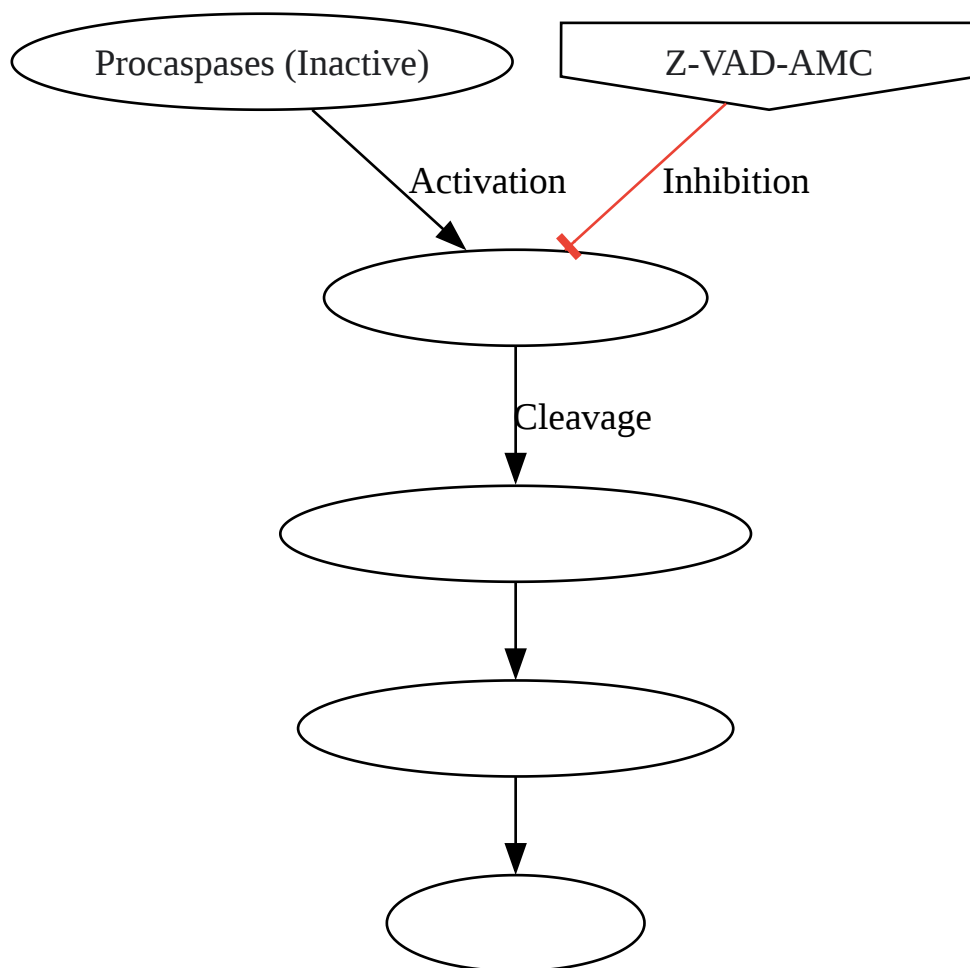 Procaspases (Inactive)
Z-VAD-AMC
Activation
Inhibition
Cleavage